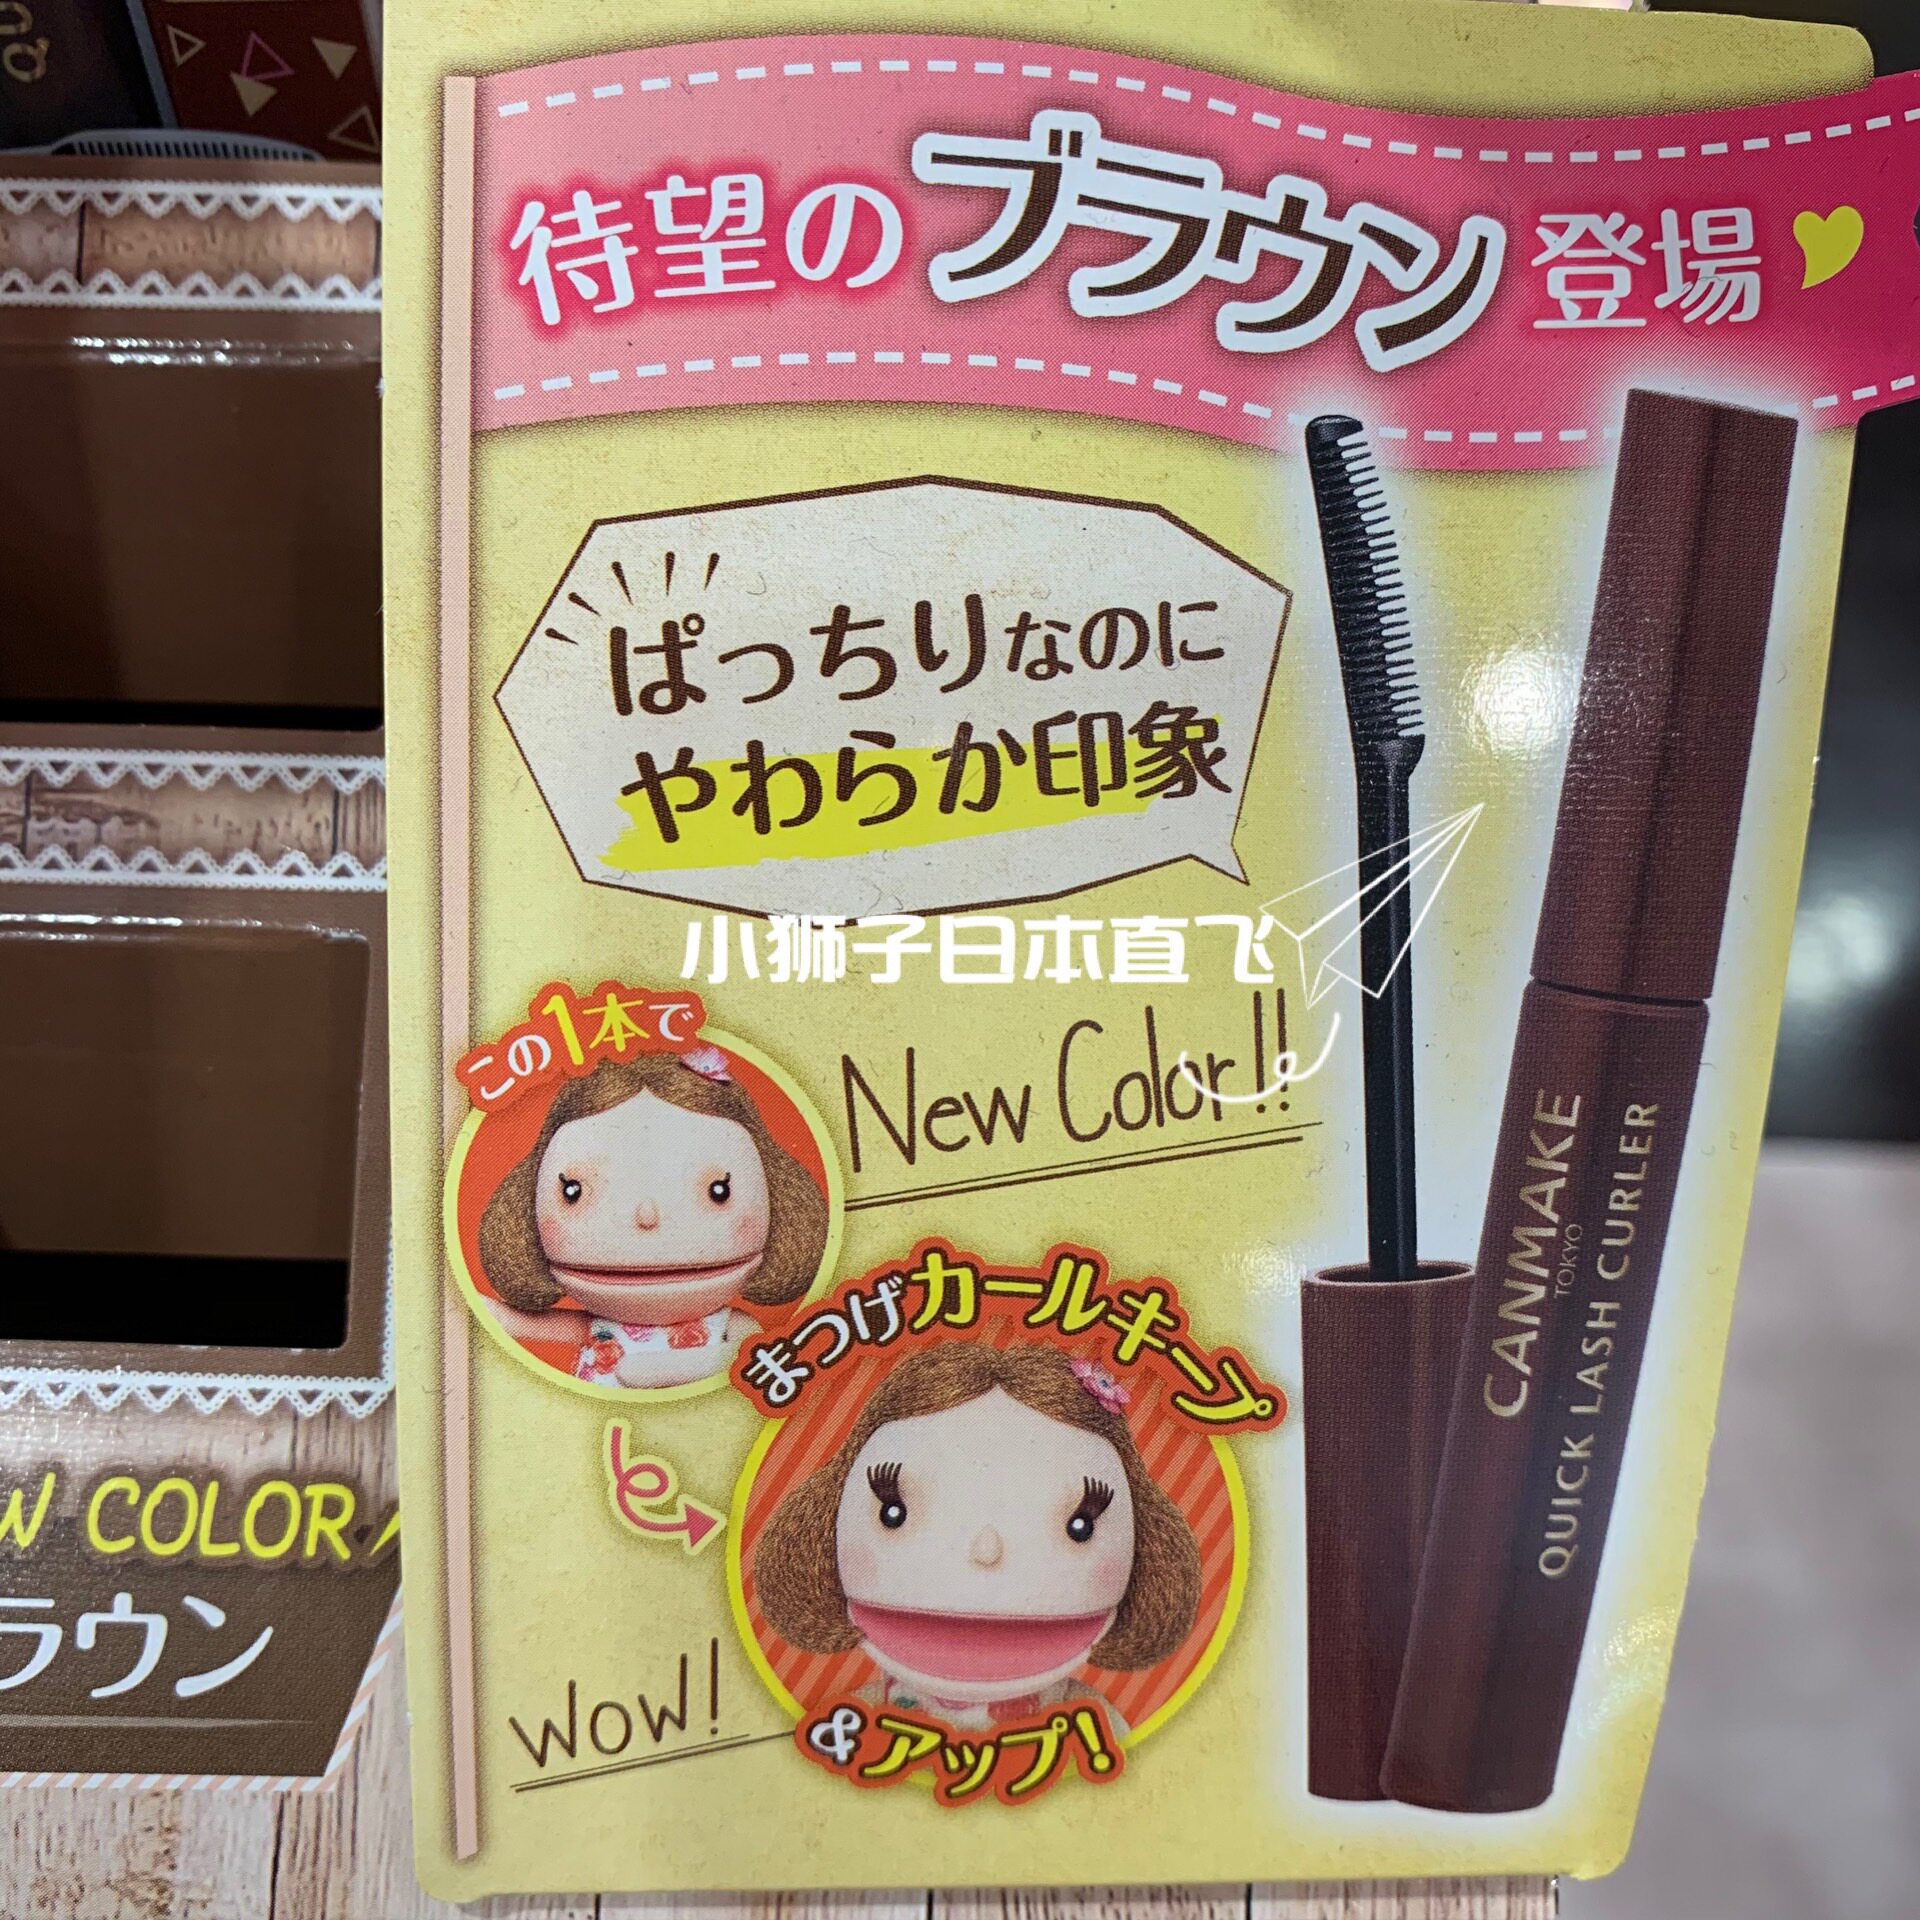 待望のブラウン登場
ぱっちりなのに
やわらか印象
小狮子日本直飞
New Color!!
この1本で
まつげカールキープ
&アップ!
Wow!
CANMAKE
TOKYO
QUICK LASH CURLER
COLOR
ラウン